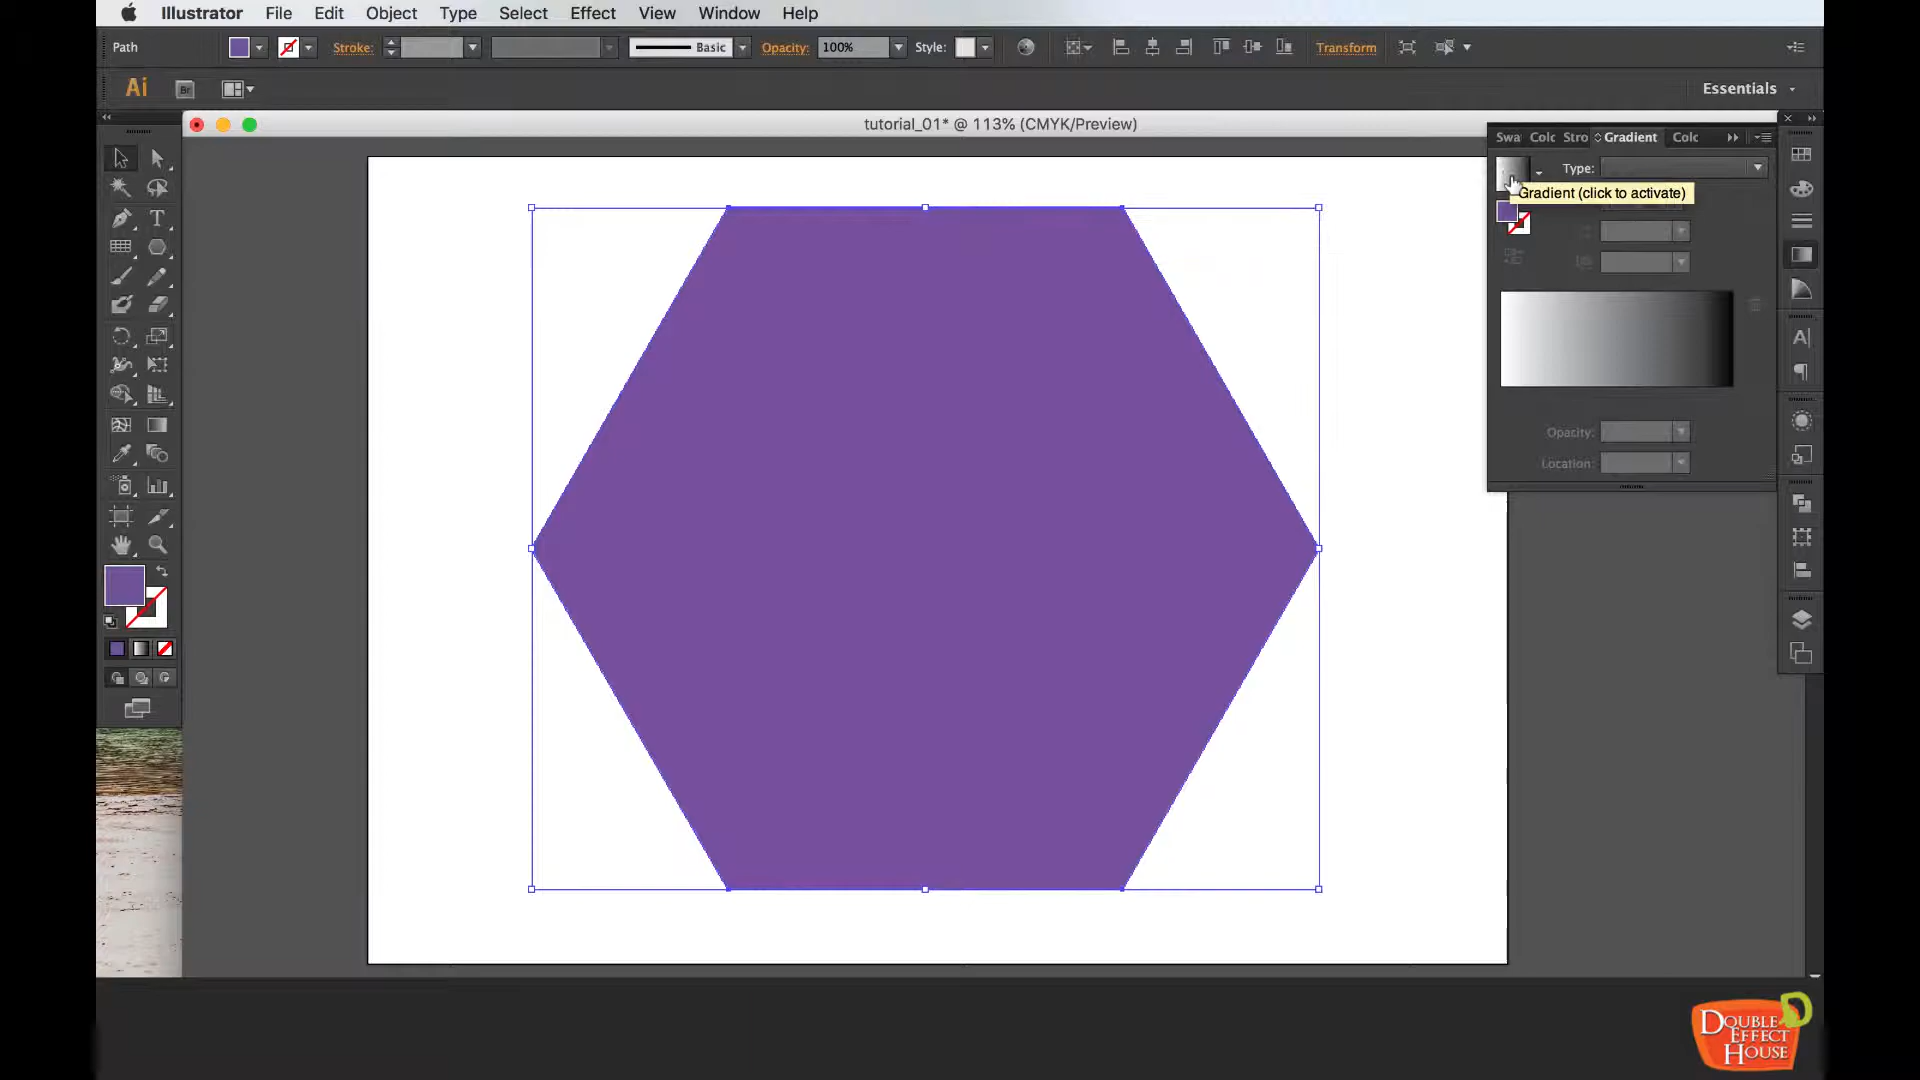 Illustrator File Edit Object Type Select Effect View Window Help
Path Stroke: Basic Opacity: 100% Style: Transform
Ai Br Essentials
tutorial_01* @ 113% (CMYK/Preview)
Swa Colc Stro Gradient Colc
Type:
Gradient (click to activate)
Opacity:
Location:
DOUBLE
EFFECT
HOUSE